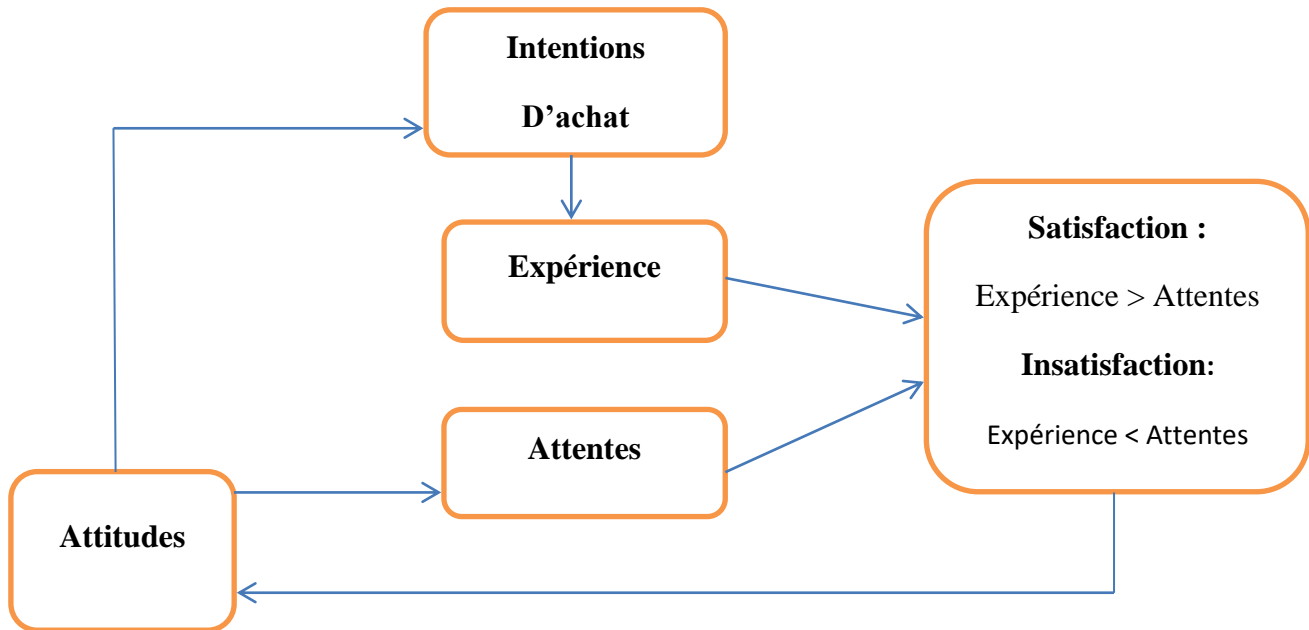 Intentions
D’achat
Expérience
Satisfaction :
Expérience > Attentes
Insatisfaction:
Expérience < Attentes
Attentes
Attitudes